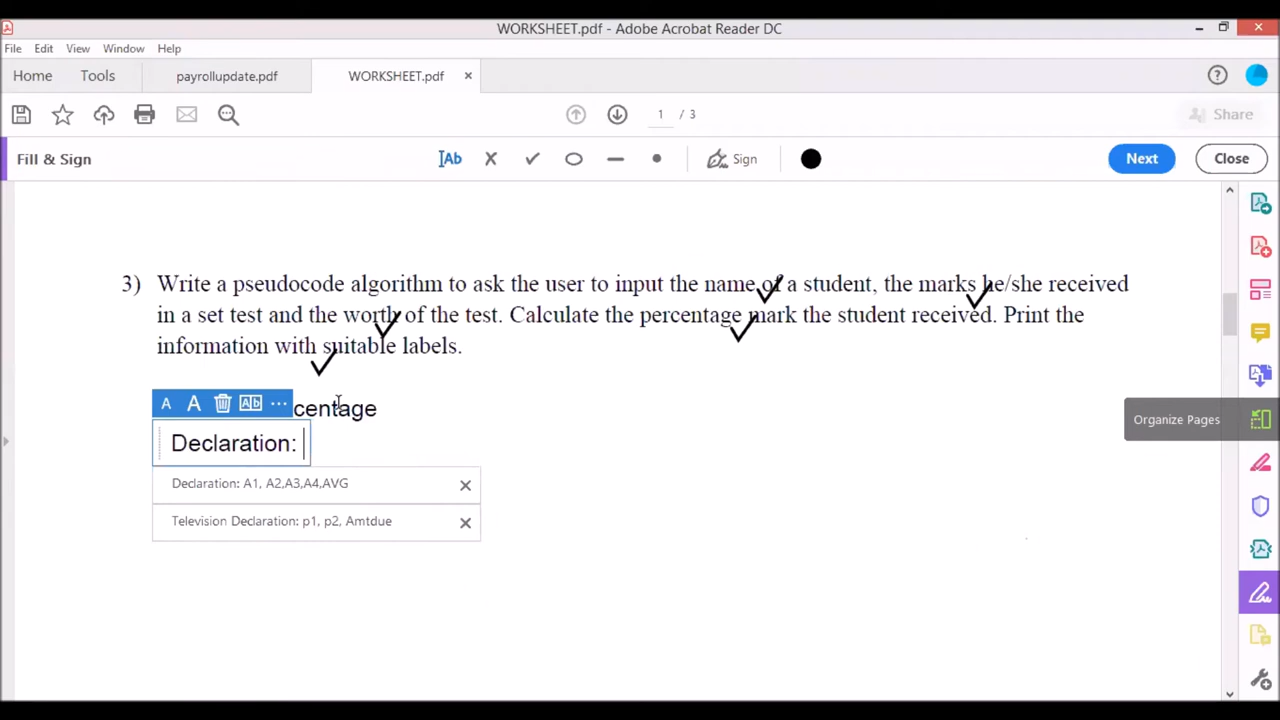 WORKSHEET.pdf - Adobe Acrobat Reader DC
File Edit View Window Help
Home Tools payrollupdate.pdf WORKSHEET.pdf ×
1 / 3 Share
Fill & Sign Ab Sign Next Close
3) Write a pseudocode algorithm to ask the user to input the name of a student, the marks he/she received
in a set test and the worth of the test. Calculate the percentage mark the student received. Print the
information with suitable labels.
A A Ab ... centage
Declaration:
Declaration: A1, A2,A3,A4,AVG
Television Declaration: p1, p2, Amtdue
Organize Pages